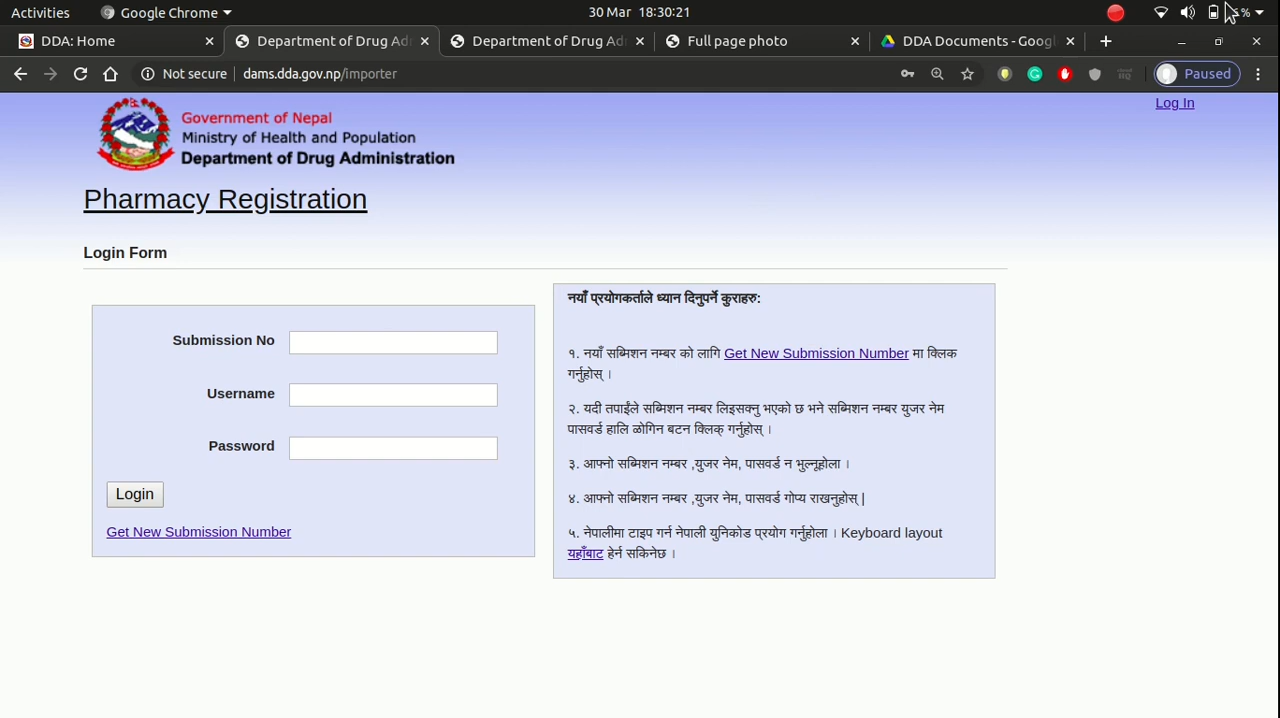 Activities Google Chrome 30 Mar 18:30:21
DDA: Home Department of Drug Ad Department of Drug Ad Full page photo DDA Documents - Googl
Not secure dams.dda.gov.np/importer Paused
Log In
Government of Nepal
Ministry of Health and Population
Department of Drug Administration
Pharmacy Registration
Login Form
Submission No
Username
Password
Login
Get New Submission Number
नयाँ प्रयोगकर्ताले ध्यान दिनुपर्ने कुराहरु:
१. नयाँ सब्मिशन नम्बर को लागि Get New Submission Number मा क्लिक
गर्नुहोस् ।
२. यदी तपाईंले सब्मिशन नम्बर लिइसक्नु भएको छ भने सब्मिशन नम्बर युजर नेम
पासवर्ड हालि ळोगिन बटन क्लिक् गर्नुहोस् ।
३. आफ्नो सब्मिशन नम्बर ,युजर नेम, पासवर्ड न भुल्नूहोला ।
४. आफ्नो सब्मिशन नम्बर ,युजर नेम, पासवर्ड गोप्य राखनुहोस् |
५. नेपालीमा टाइप गर्न नेपाली युनिकोड प्रयोग गर्नुहोला । Keyboard layout
यहाँबाट हेर्न सकिनेछ ।